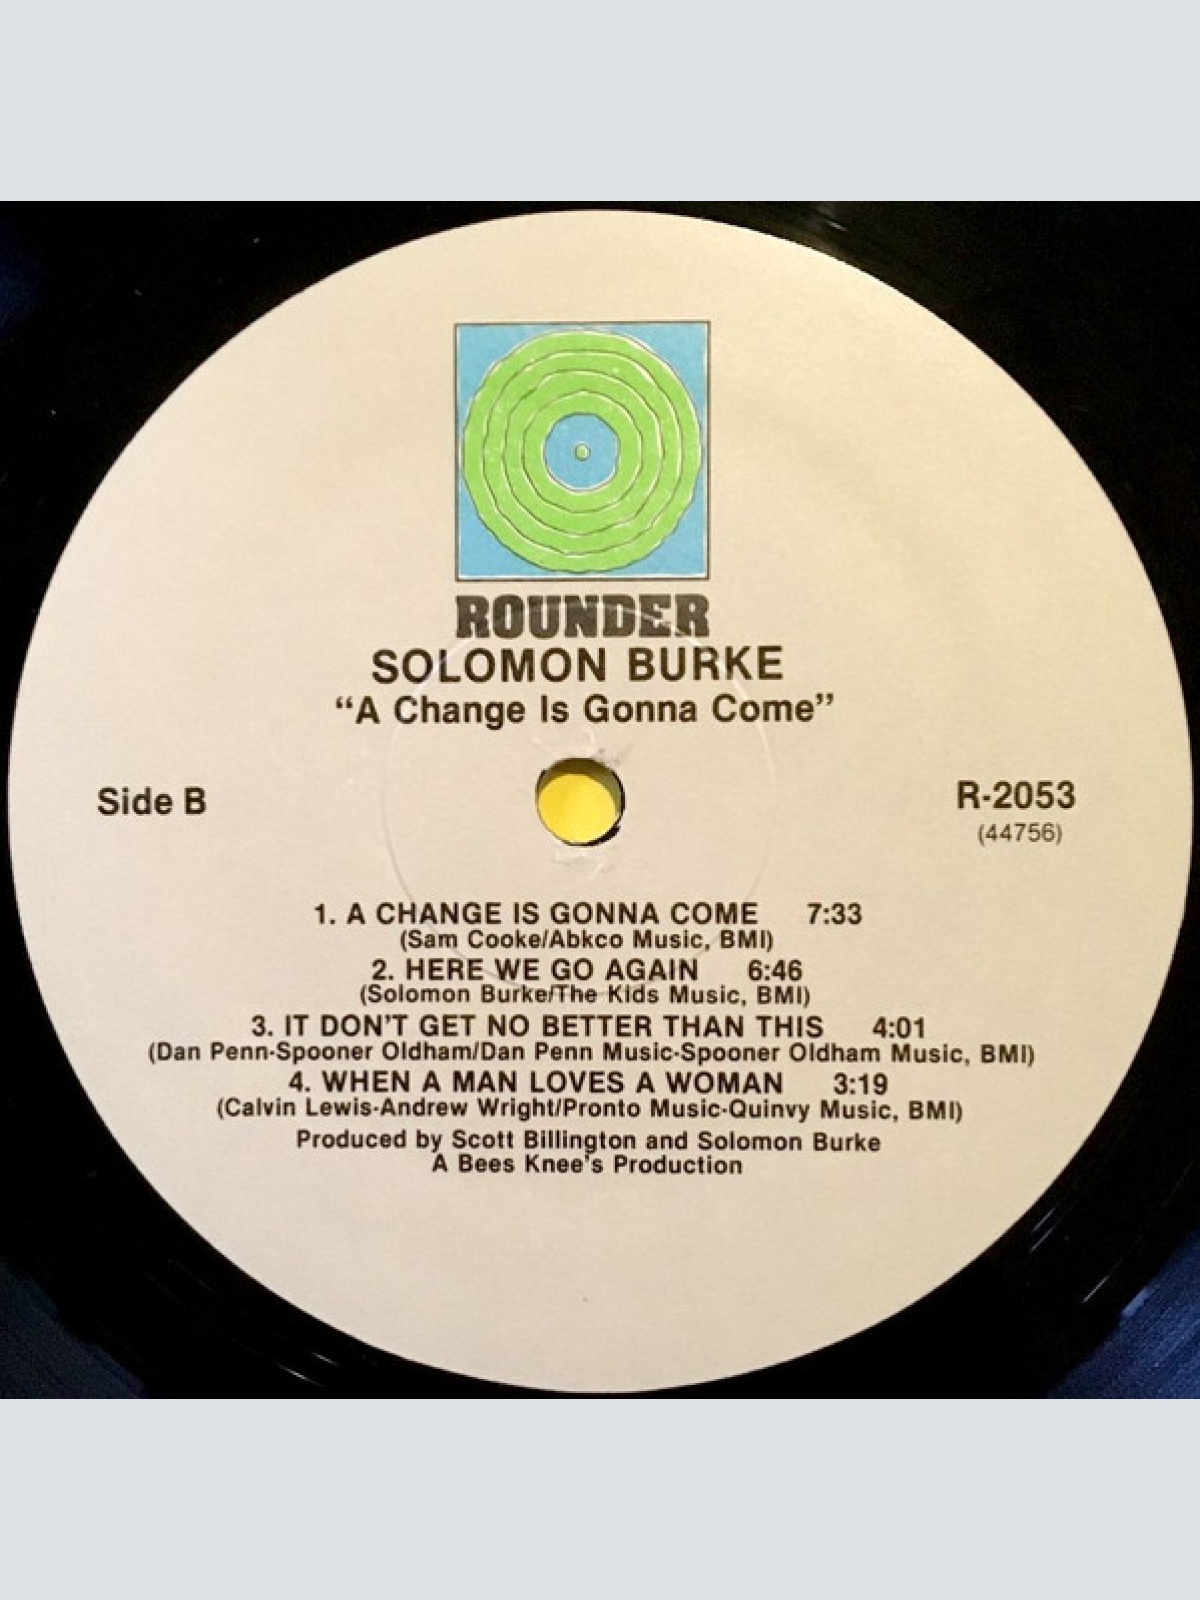 ROUNDER
SOLOMON BURKE
“A Change Is Gonna Come”
Side B
R-2053
(44756)
1. A CHANGE IS GONNA COME 7:33
(Sam Cooke/Abkco Music, BMI)
2. HERE WE GO AGAIN 6:46
(Solomon Burke/The Kids Music, BMI)
3. IT DON'T GET NO BETTER THAN THIS 4:01
(Dan Penn-Spooner Oldham/Dan Penn Music-Spooner Oldham Music, BMI)
4. WHEN A MAN LOVES A WOMAN 3:19
(Calvin Lewis-Andrew Wright/Pronto Music-Quinvy Music, BMI)
Produced by Scott Billington and Solomon Burke
A Bees Knee's Production